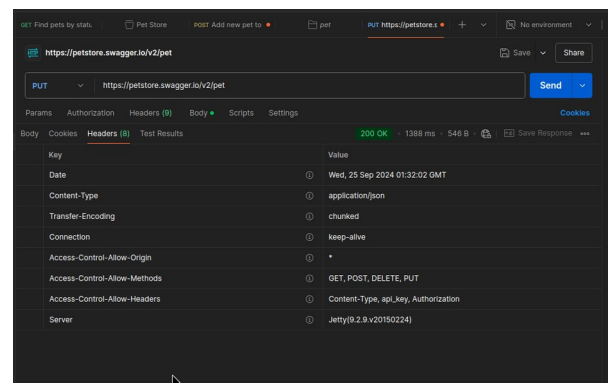 GET Find pets by statu. Pet Store POST Add new pet to pet PUT https://petstore.s + No environment
https://petstore.swagger.io/v2/pet Save Share
PUT https://petstore.swagger.io/v2/pet Send
Params Authorization Headers (9) Body Scripts Settings Cookies
Body Cookies Headers (8) Test Results 200 OK 1388 ms 546 B Save Response
Key Value
Date Wed, 25 Sep 2024 01:32:02 GMT
Content-Type application/json
Transfer-Encoding chunked
Connection keep-alive
Access-Control-Allow-Origin *
Access-Control-Allow-Methods GET, POST, DELETE, PUT
Access-Control-Allow-Headers Content-Type, api_key, Authorization
Server Jetty(9.2.9.v20150224)